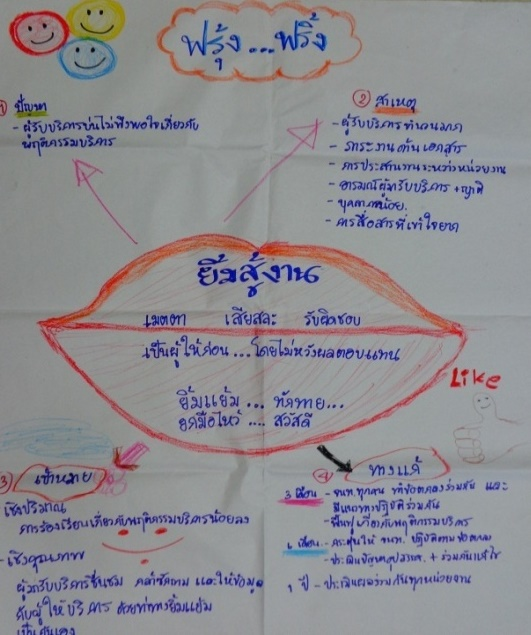 ฟรุ้ง...ฟริ้ง
① ปัญหา
- ผู้รับบริการบ่นไม่พึงพอใจเกี่ยวกับ
พฤติกรรมบริการ
② สาเหตุ
- ผู้รับบริการจำนวนมาก
- ภาระงานด้านเอกสาร
- การประสานงานระหว่างหน่วยงาน
- อารมณ์ผู้มารับบริการ + ญาติ
- บุคลากรน้อย.
- การสื่อสารที่เข้าใจยาก
ยิ้มสู้งาน
เมตตา เสียสละ รับผิดชอบ
เป็นผู้ให้ก่อน...โดยไม่หวังผลตอบแทน
ยิ้มแย้ม... ทักทาย...
ยกมือไหว้.... สวัสดี
LIKE
③ เป้าหมาย
เชิงปริมาณ
การร้องเรียนเกี่ยวกับพฤติกรรมบริการน้อยลง
- เชิงคุณภาพ
ผู้มารับบริการชื่นชม และให้ข้อมูล
กับผู้ให้บริการ ด้วยท่าทางยิ้มแย้ม
เป็นกันเอง
④ ทางแก้
3 เดือน - จนท.ทุกคน ทำข้อตกลงร่วมกัน และ
มีแนวทางปฏิบัติร่วมกัน
- ฟื้นฟูเกี่ยวกับพฤติกรรมบริการ
6 เดือน - กระตุ้นให้ จนท. ปฏิบัติตามข้อตกลง
- ประเมินปัญหาอุปสรรค. + ร่วมกันแก้ไข
1 ปี - ประเมินผลร่วมกันทุกหน่วยงาน